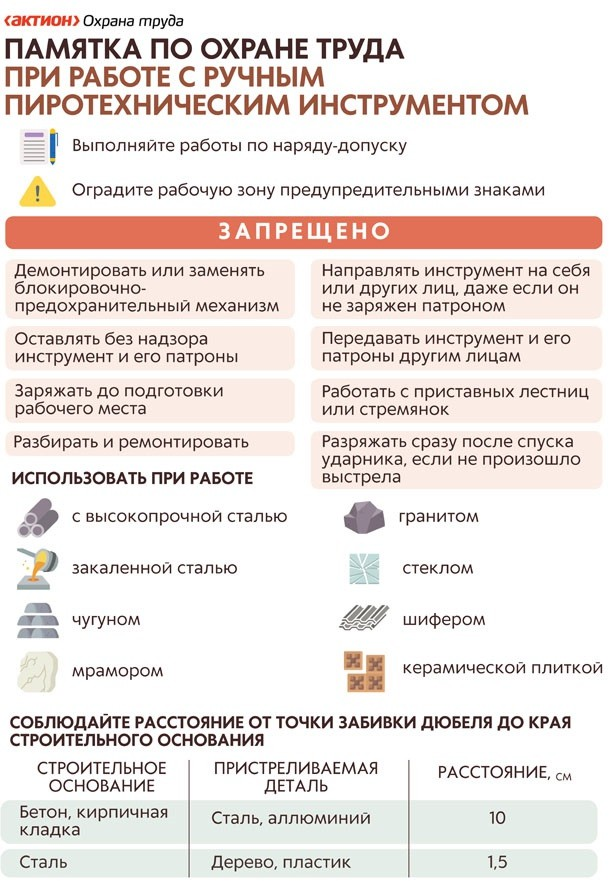 ‹АКТИОН› Охрана труда
ПАМЯТКА ПО ОХРАНЕ ТРУДА
ПРИ РАБОТЕ С РУЧНЫМ
ПИРОТЕХНИЧЕСКИМ ИНСТРУМЕНТОМ
Выполняйте работы по наряду-допуску
Оградите рабочую зону предупредительными знаками
ЗАПРЕЩЕНО
Демонтировать или заменять
блокировочно-
предохранительный механизм
Направлять инструмент на себя
или других лиц, даже если он
не заряжен патроном
Оставлять без надзора
инструмент и его патроны
Передавать инструмент и его
патроны другим лицам
Заряжать до подготовки
рабочего места
Работать с приставных лестниц
или стремянок
Разбирать и ремонтировать
Разряжать сразу после спуска
ударника, если не произошло
выстрела
ИСПОЛЬЗОВАТЬ ПРИ РАБОТЕ
с высокопрочной сталью
гранитом
закаленной сталью
стеклом
чугуном
шифером
мрамором
керамической плиткой
СОБЛЮДАЙТЕ РАССТОЯНИЕ ОТ ТОЧКИ ЗАБИВКИ ДЮБЕЛЯ ДО КРАЯ
СТРОИТЕЛЬНОГО ОСНОВАНИЯ
СТРОИТЕЛЬНОЕ
ОСНОВАНИЕ
ПРИСТРЕЛИВАЕМАЯ
ДЕТАЛЬ
РАССТОЯНИЕ, см
Бетон, кирпичная
кладка
Сталь, аллюминий
10
Сталь
Дерево, пластик
1,5